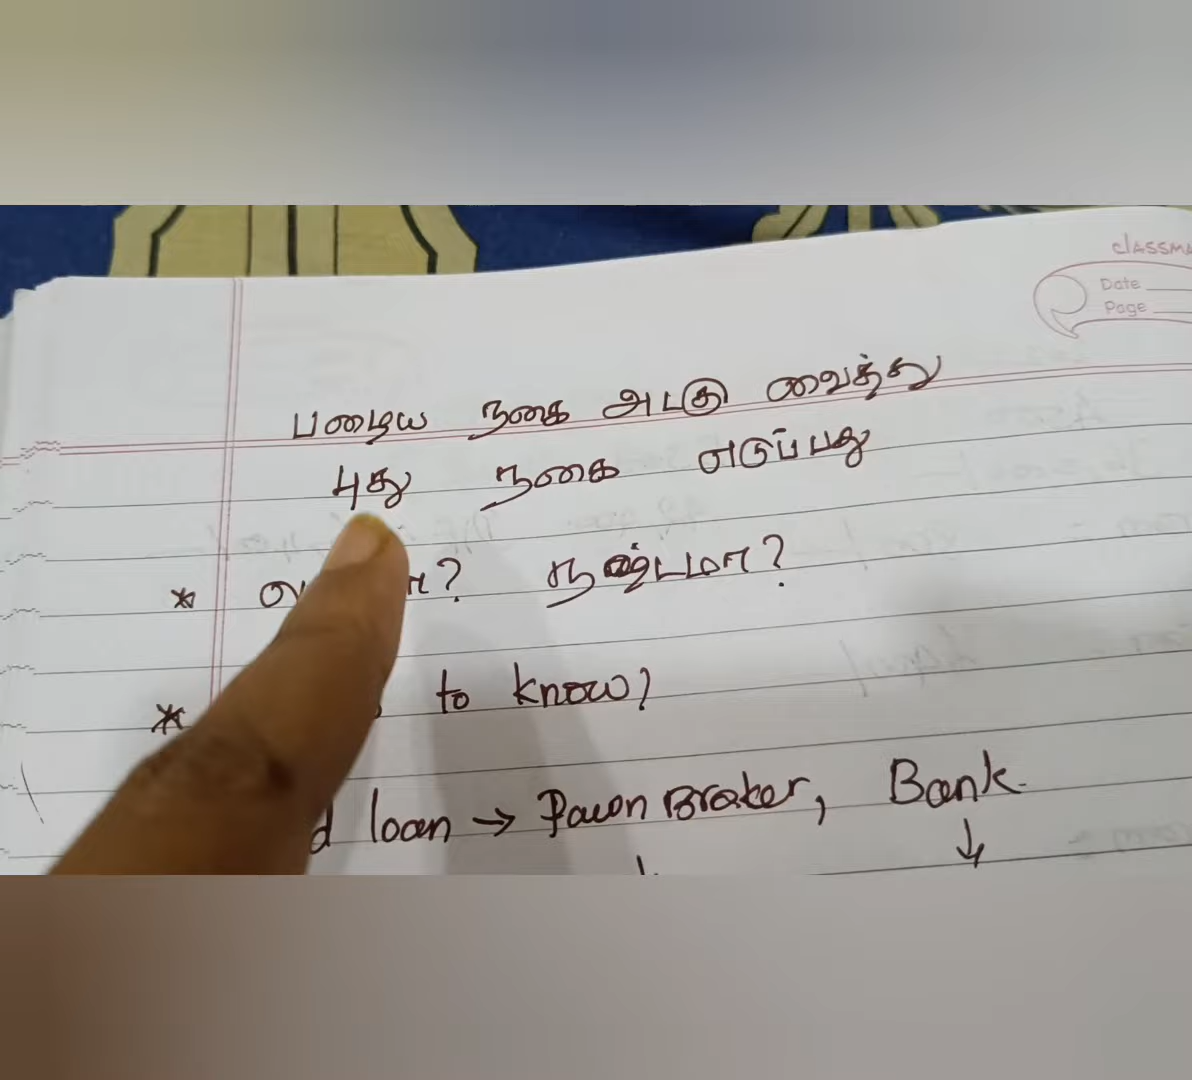 classma
Date
Page
பழைய நகை அடகு வைத்து
புது நகை எடுப்பது
* ? நஷ்டமா?
* to know?
loan → Pawn Broker, Bank